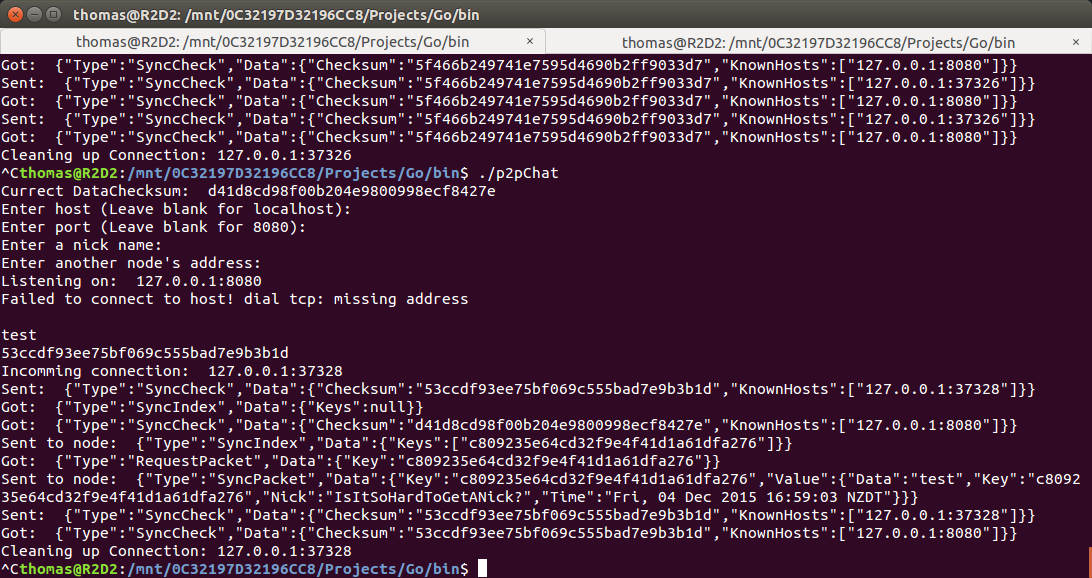 thomas@R2D2: /mnt/0C32197D32196CC8/Projects/Go/bin
thomas@R2D2: /mnt/0C32197D32196CC8/Projects/Go/bin × thomas@R2D2: /mnt/0C32197D32196CC8/Projects/Go/bin ×
Got:  {"Type":"SyncCheck","Data":{"Checksum":"5f466b249741e7595d4690b2ff9033d7","KnownHosts":["127.0.0.1:8080"]}}
Sent:  {"Type":"SyncCheck","Data":{"Checksum":"5f466b249741e7595d4690b2ff9033d7","KnownHosts":["127.0.0.1:37326"]}}
Got:  {"Type":"SyncCheck","Data":{"Checksum":"5f466b249741e7595d4690b2ff9033d7","KnownHosts":["127.0.0.1:8080"]}}
Sent:  {"Type":"SyncCheck","Data":{"Checksum":"5f466b249741e7595d4690b2ff9033d7","KnownHosts":["127.0.0.1:37326"]}}
Got:  {"Type":"SyncCheck","Data":{"Checksum":"5f466b249741e7595d4690b2ff9033d7","KnownHosts":["127.0.0.1:8080"]}}
Cleaning up Connection: 127.0.0.1:37326
^Cthomas@R2D2:/mnt/0C32197D32196CC8/Projects/Go/bin$ ./p2pChat
Currect DataChecksum:  d41d8cd98f00b204e9800998ecf8427e
Enter host (Leave blank for localhost):
Enter port (Leave blank for 8080):
Enter a nick name:
Enter another node's address:
Listening on:  127.0.0.1:8080
Failed to connect to host! dial tcp: missing address
test
53ccdf93ee75bf069c555bad7e9b3b1d
Incomming connection:  127.0.0.1:37328
Sent:  {"Type":"SyncCheck","Data":{"Checksum":"53ccdf93ee75bf069c555bad7e9b3b1d","KnownHosts":["127.0.0.1:37328"]}}
Got:  {"Type":"SyncIndex","Data":{"Keys":null}}
Got:  {"Type":"SyncCheck","Data":{"Checksum":"d41d8cd98f00b204e9800998ecf8427e","KnownHosts":["127.0.0.1:8080"]}}
Sent to node:  {"Type":"SyncIndex","Data":{"Keys":["c809235e64cd32f9e4f41d1a61dfa276"]}}
Got:  {"Type":"RequestPacket","Data":{"Key":"c809235e64cd32f9e4f41d1a61dfa276"}}
Sent to node:  {"Type":"SyncPacket","Data":{"Key":"c809235e64cd32f9e4f41d1a61dfa276","Value":{"Data":"test","Key":"c8092
35e64cd32f9e4f41d1a61dfa276","Nick":"IsItSoHardToGetANick?","Time":"Fri, 04 Dec 2015 16:59:03 NZDT"}}}
Sent:  {"Type":"SyncCheck","Data":{"Checksum":"53ccdf93ee75bf069c555bad7e9b3b1d","KnownHosts":["127.0.0.1:37328"]}}
Got:  {"Type":"SyncCheck","Data":{"Checksum":"53ccdf93ee75bf069c555bad7e9b3b1d","KnownHosts":["127.0.0.1:8080"]}}
Cleaning up Connection: 127.0.0.1:37328
^Cthomas@R2D2:/mnt/0C32197D32196CC8/Projects/Go/bin$